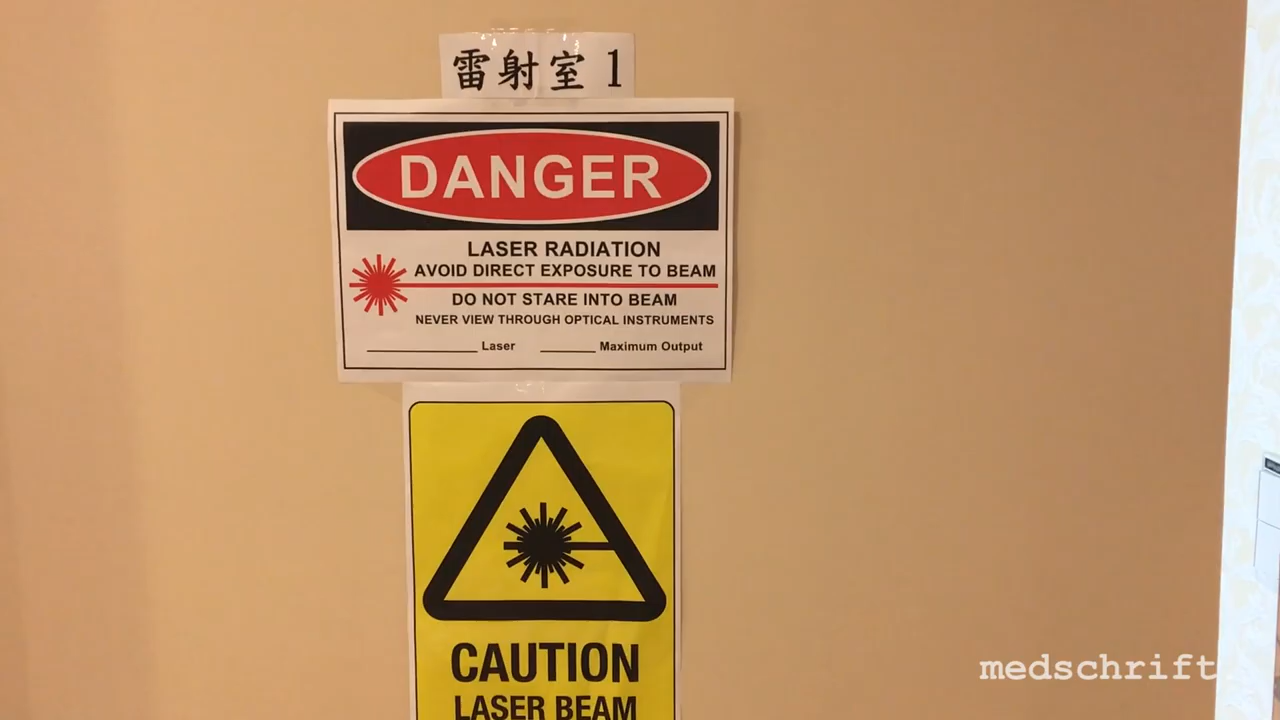 雷射室 1
DANGER
LASER RADIATION
AVOID DIRECT EXPOSURE TO BEAM
DO NOT STARE INTO BEAM
NEVER VIEW THROUGH OPTICAL INSTRUMENTS
Laser Maximum Output
CAUTION
LASER BEAM
medschrift